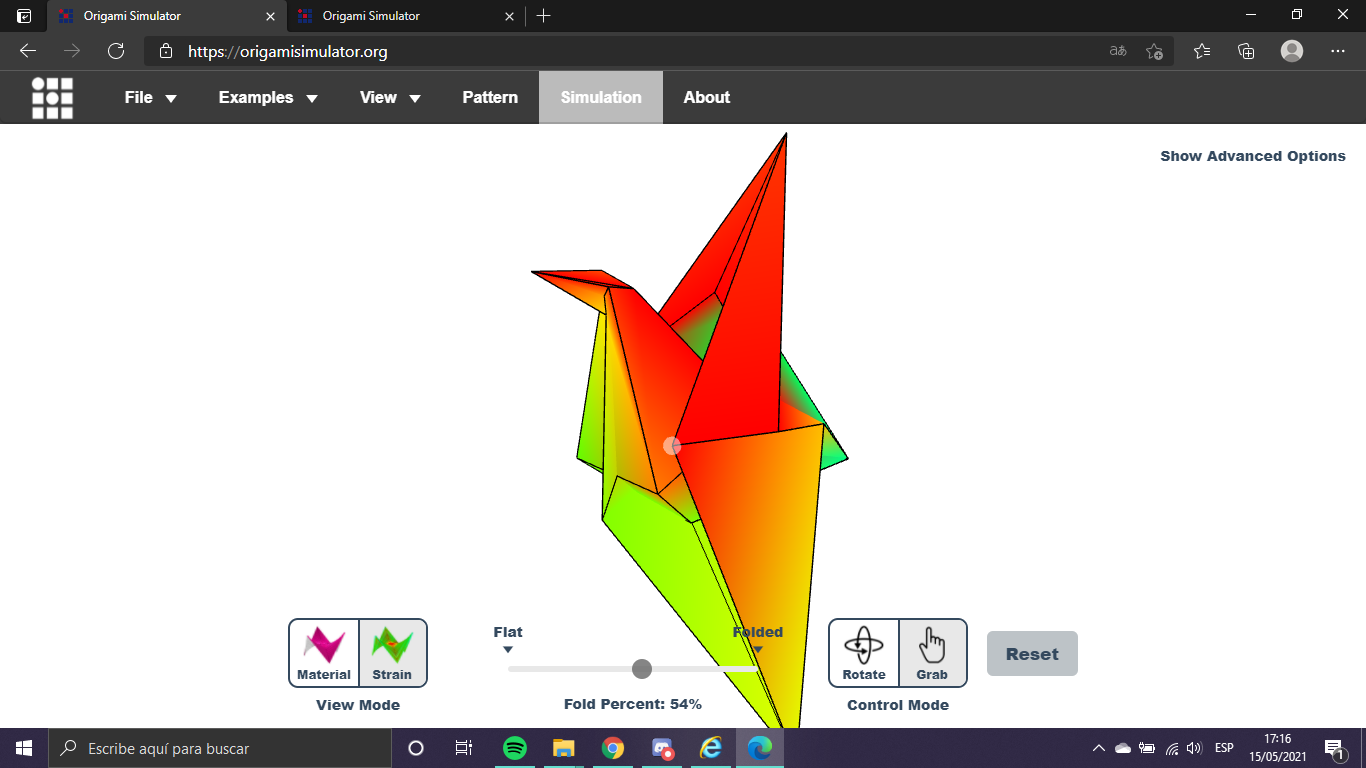 Origami Simulator
Origami Simulator
https://origamisimulator.org
aあ
File
Examples
View
Pattern
Simulation
About
Show Advanced Options
Flat
Folded
Material
Strain
Rotate
Grab
Reset
View Mode
Fold Percent: 54%
Control Mode
Escribe aquí para buscar
ESP
17:16
15/05/2021
1